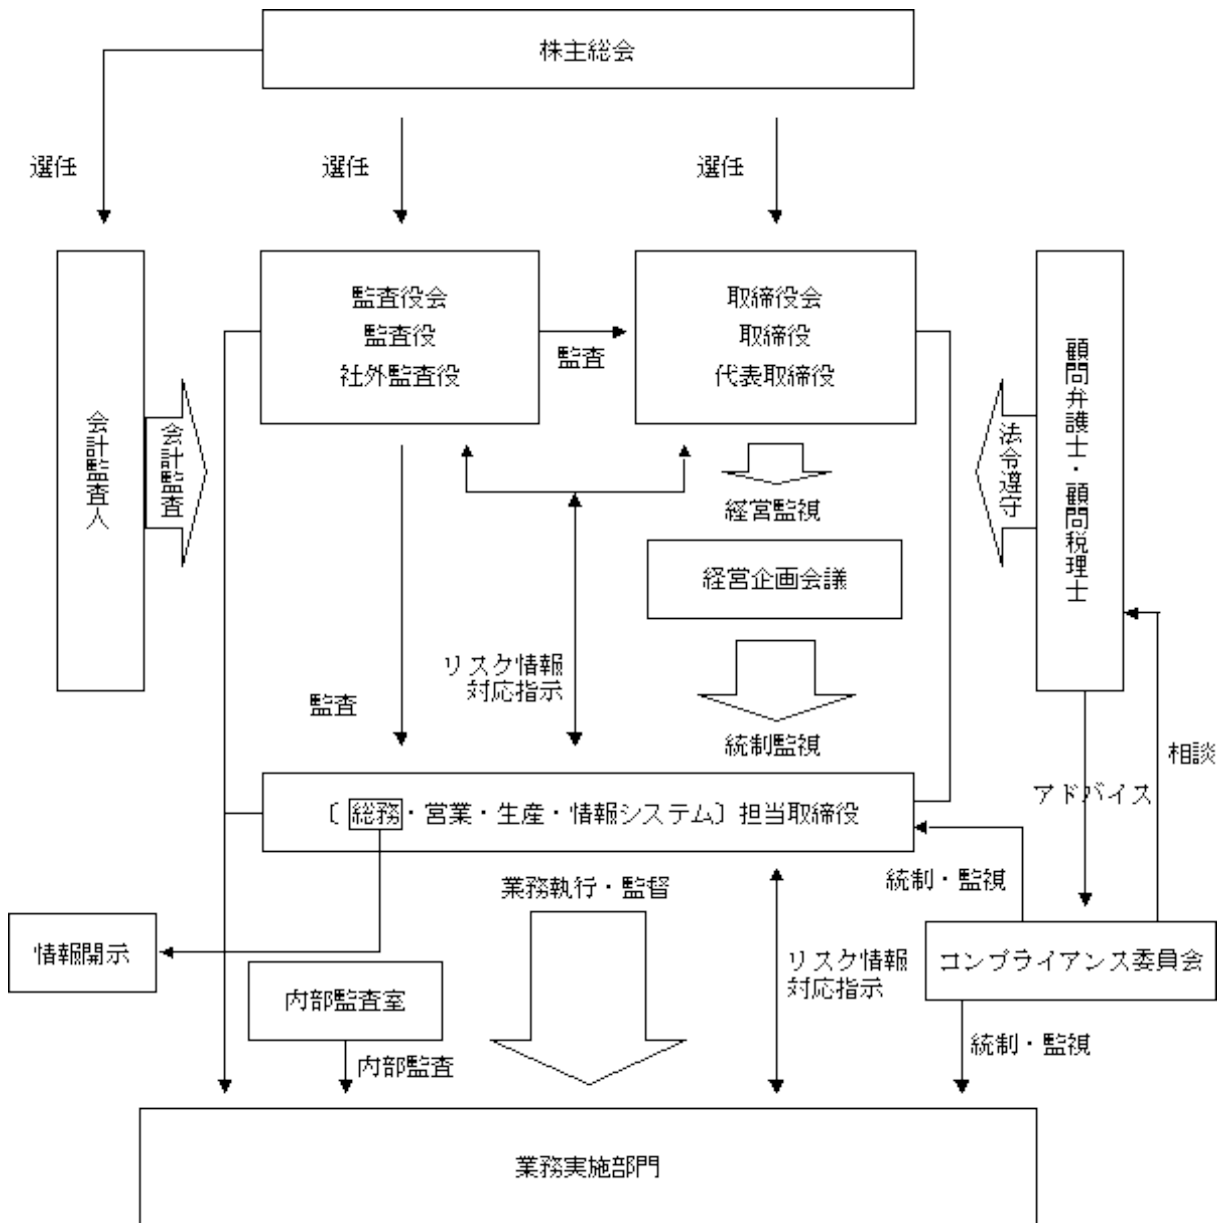 株主総会
選任
選任
選任
監査役会
監査役
社外監査役
監査
取締役会
取締役
代表取締役
会計監査人
会計監査
法令遵守
顧問弁護士・顧問税理士
経営監視
経営企画会議
リスク情報
対応指示
監査
統制監視
相談
アドバイス
〔総務・営業・生産・情報システム〕担当取締役
業務執行・監督
統制・監視
情報開示
内部監査室
リスク情報
対応指示
コンプライアンス委員会
内部監査
統制・監視
業務実施部門